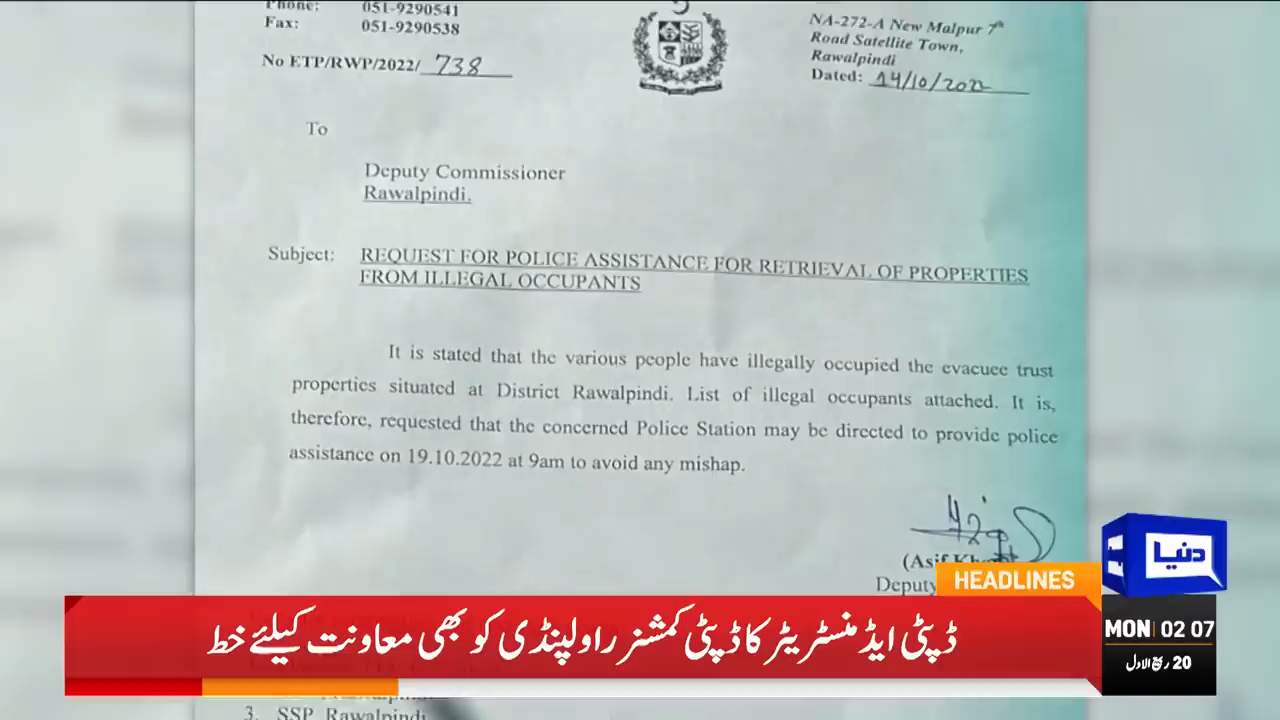 Phone: 051-9290541
Fax: 051-9290538
No ETP/RWP/2022/ 738
NA-272-A New Malpur 7th
Road Satellite Town,
Rawalpindi
Dated: 14/10/2022
To
Deputy Commissioner
Rawalpindi.
Subject: REQUEST FOR POLICE ASSISTANCE FOR RETRIEVAL OF PROPERTIES
FROM ILLEGAL OCCUPANTS
It is stated that the various people have illegally occupied the evacuee trust
properties situated at District Rawalpindi. List of illegal occupants attached. It is,
therefore, requested that the concerned Police Station may be directed to provide police
assistance on 19.10.2022 at 9am to avoid any mishap.
(Asif
Deputy
HEADLINES
دنیا
ڈپٹی ایڈمنسٹریٹر کا ڈپٹی کمشنر راولپنڈی کو بھی معاونت کیلئے خط
MON 02 07
20 ربیع الاول
3. SSP Rawalpindi